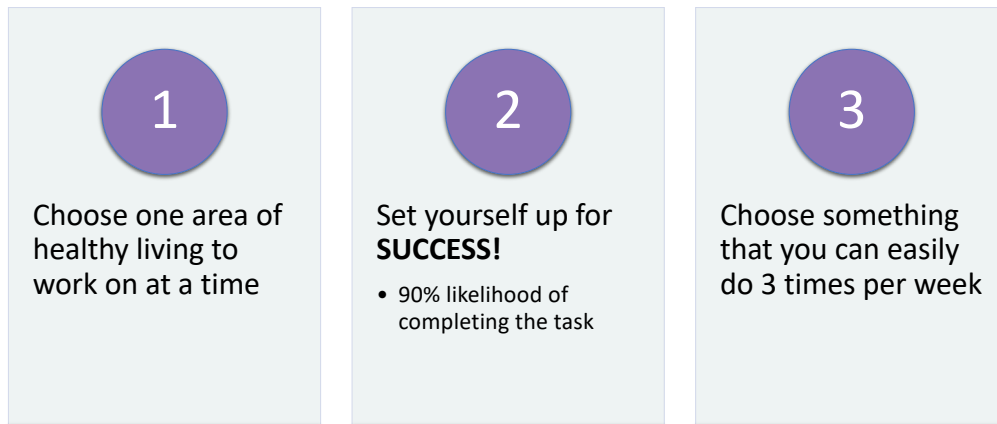 1
Choose one area of
healthy living to
work on at a time
2
Set yourself up for
SUCCESS!
• 90% likelihood of
completing the task
3
Choose something
that you can easily
do 3 times per week